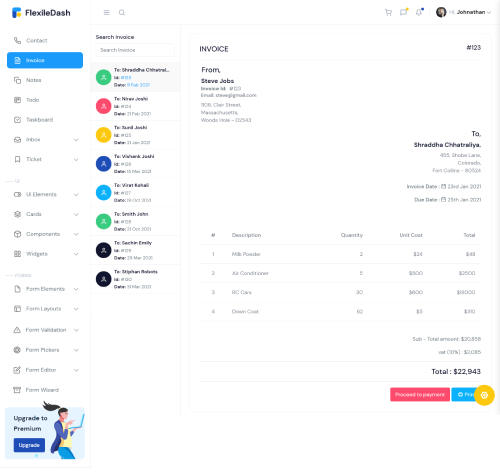 FlexileDash
Hi, Johnathan
Contact
Invoice
Notes
Todo
Taskboard
Inbox
Ticket
UI
UI Elements
Cards
Components
Widgets
FORMS
Form Elements
Form Layouts
Form Validation
Form Pickers
Form Editor
Form Wizard
Upgrade to
Premium
Upgrade
Search Invoice
Search Invoice
To: Shraddha Chhatral...
Id: #123
Date: 9 Feb 2021
To: Nirav Joshi
Id: #124
Date: 21 Feb 2021
To: Sunil Joshi
Id: #125
Date: 21 Jan 2021
To: Vishank Joshi
Id: #126
Date: 15 Mar 2021
To: Virat Kohali
Id: #127
Date: 16 Oct 2021
To: Smith John
Id: #128
Date: 21 Oct 2021
To: Sachin Emily
Id: #129
Date: 29 Mar 2021
To: Stiphan Robots
Id: #130
Date: 31 Mar 2021
INVOICE
#123
From,
Steve Jobs
Invoice Id: #123
Email: steve@gmail.com
1108, Clair Street,
Massachusetts,
Woods Hole - 02543
To,
Shraddha Chhatraliya,
455, Shobe Lane,
Colorado,
Fort Collins - 80524
Invoice Date : 23rd Jan 2021
Due Date : 25th Jan 2021
# Description Quantity Unit Cost Total
1 Milk Powder 2 $24 $48
2 Air Conditioner 5 $500 $2500
3 RC Cars 30 $600 $18000
4 Down Coat 62 $5 $310
Sub - Total amount: $20,858
vat (10%) : $2,085
Total : $22,943
Proceed to payment